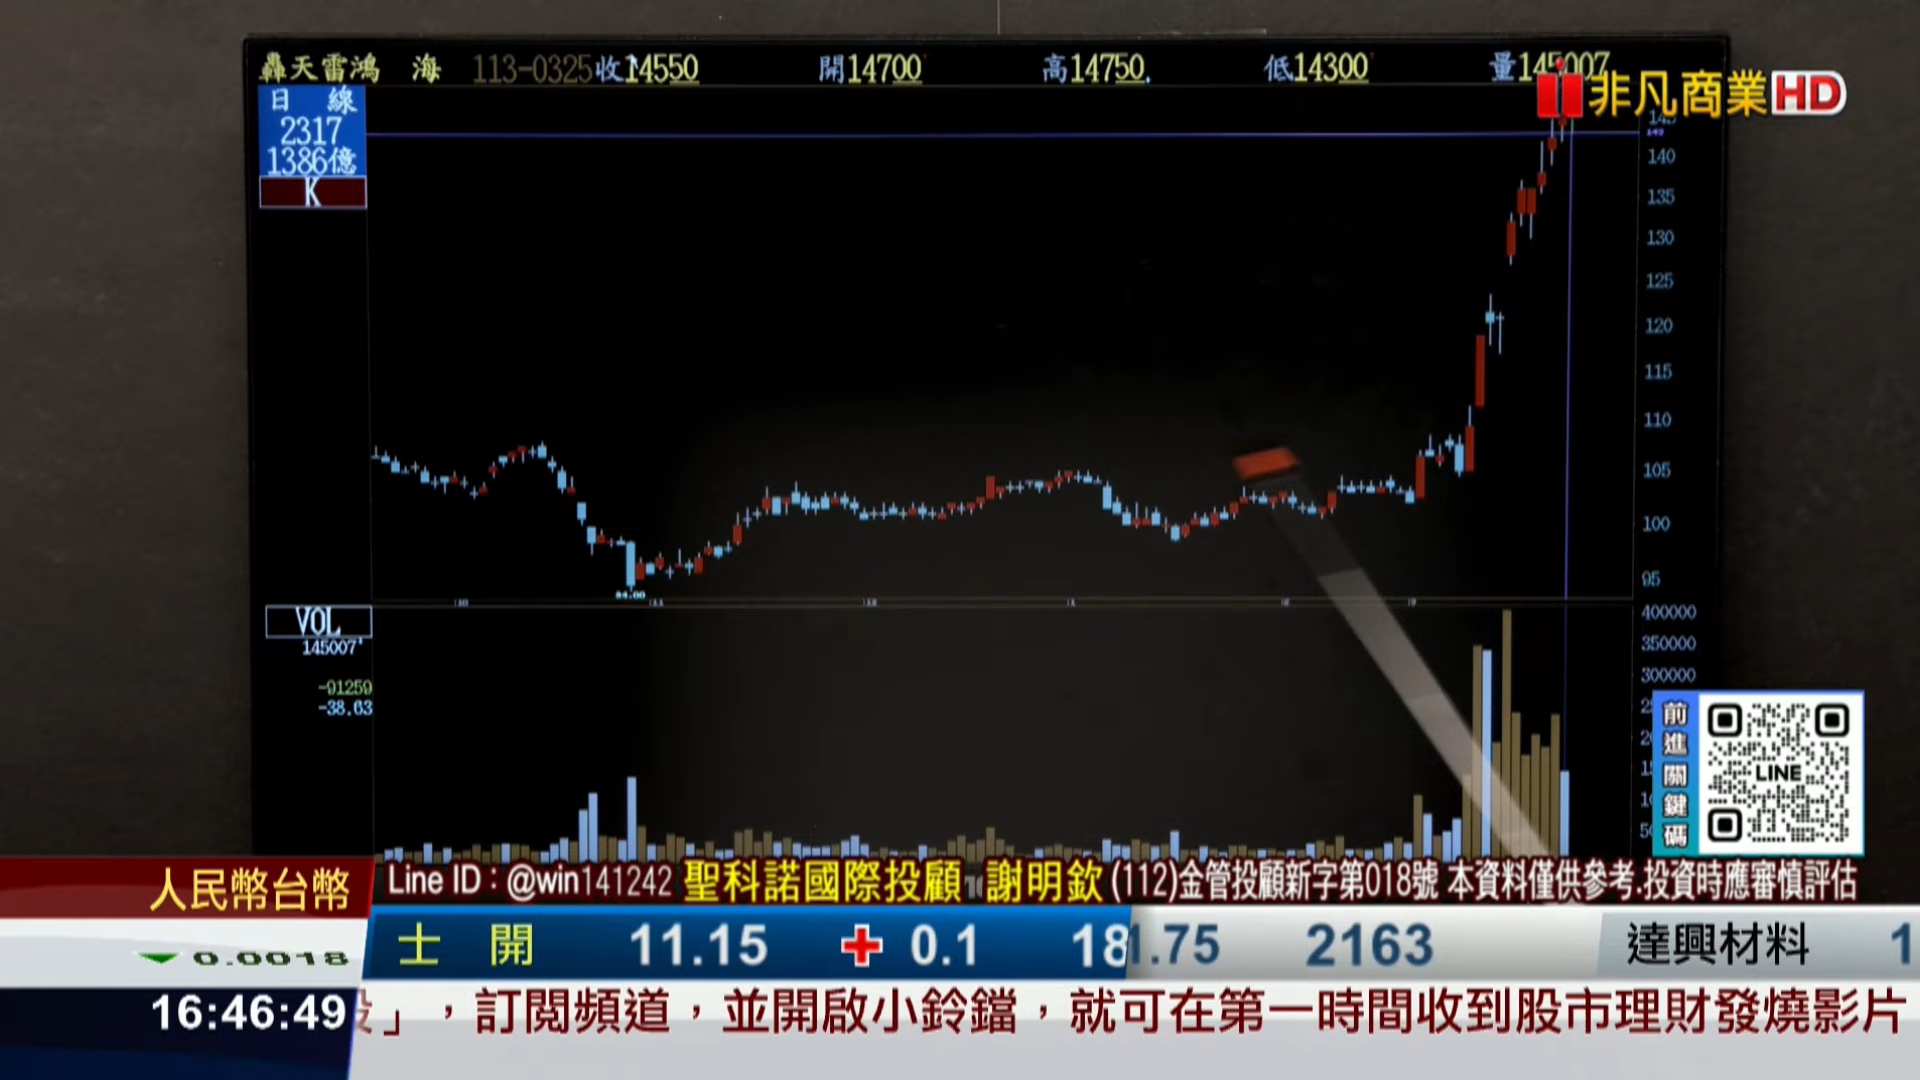 轟天雷鴻 海 113-0325 收14550 開14700 高14750 低14300 量145007
非凡商業HD
日 線
2317
1386億
K
140
135
130
125
120
115
110
105
100
95
VOL
145007
-91259
-38.63
400000
350000
300000
前進關鍵碼
LINE
人民幣台幣
Line ID：@win141242 聖科諾國際投顧 謝明欽 (112)金管投顧新字第018號 本資料僅供參考.投資時應審慎評估
0.0018
士 開 11.15 0.1 18 1.75 2163 達興材料 1
16:46:49
」，訂閱頻道，並開啟小鈴鐺，就可在第一時間收到股市理財發燒影片